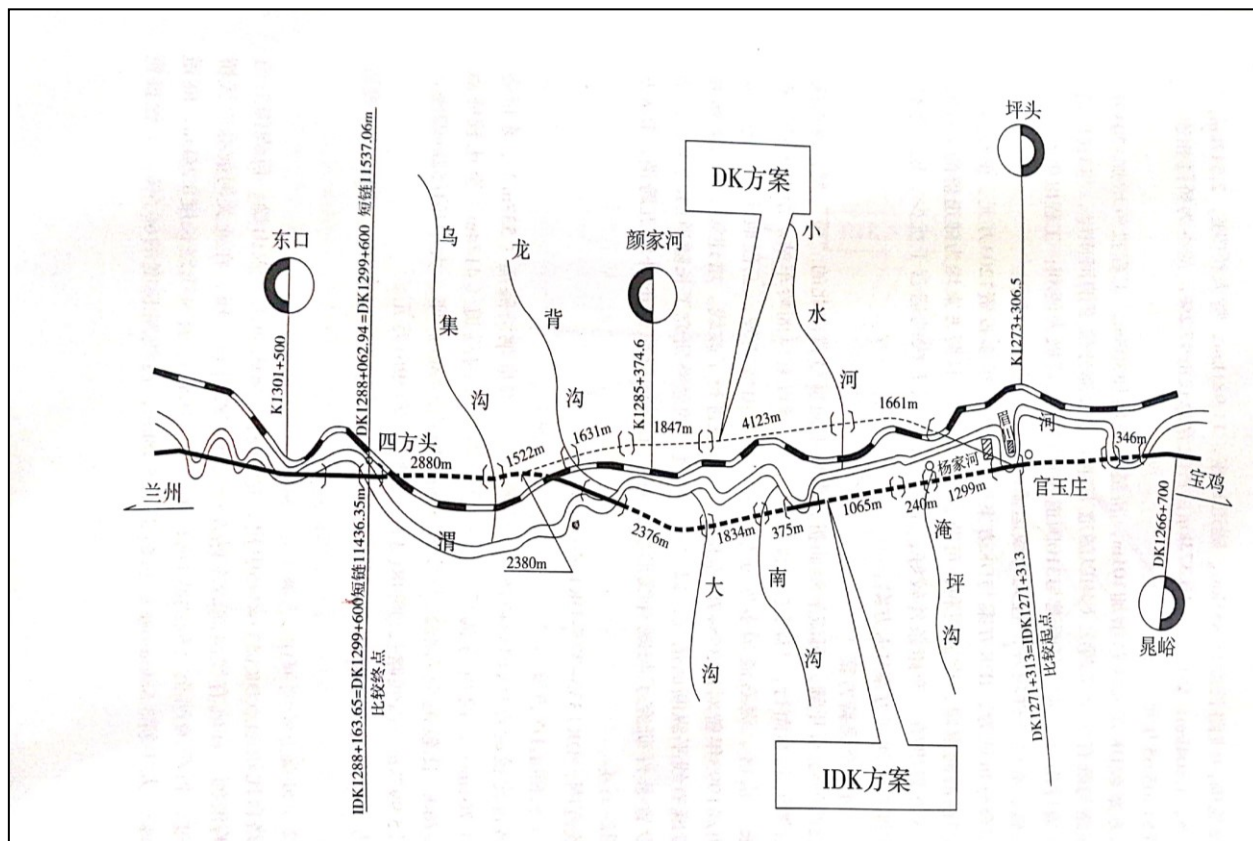 坪头
DK方案
小
水
河
东口
乌
集
沟
龙
背
沟
颜家河
K1301+500
DK1288+062.94=DK1299+600 短链11537.06m
K1285+374.6
K1273+306.5
四方头
2880m
1522m
1631m
1847m
4123m
1661m
河
346m
兰州
宝鸡
杨家河
官玉庄
1299m
240m
1065m
375m
1834m
2376m
2380m
渭
大
沟
南
沟
淹
坪
沟
DK1266+700
晁峪
IDK1288+163.65=DK1299+600短链11436.35m
比较终点
DK1271+313=IDK1271+313
比较起点
IDK方案